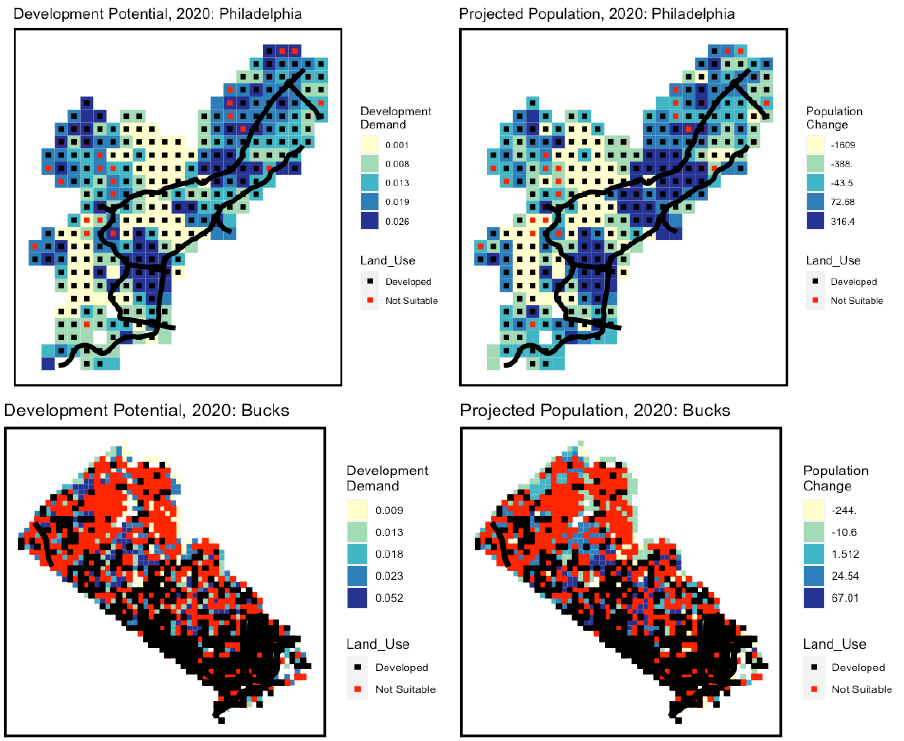 Development Potential, 2020: Philadelphia
Development
Demand
0.001
0.008
0.013
0.019
0.026
Land_Use
Developed
Not Suitable
Projected Population, 2020: Philadelphia
Population
Change
-1609
-388.
-43.5
72.68
316.4
Land_Use
Developed
Not Suitable
Development Potential, 2020: Bucks
Development
Demand
0.009
0.013
0.018
0.023
0.052
Land_Use
Developed
Not Suitable
Projected Population, 2020: Bucks
Population
Change
-244.
-10.6
1.512
24.54
67.01
Land_Use
Developed
Not Suitable